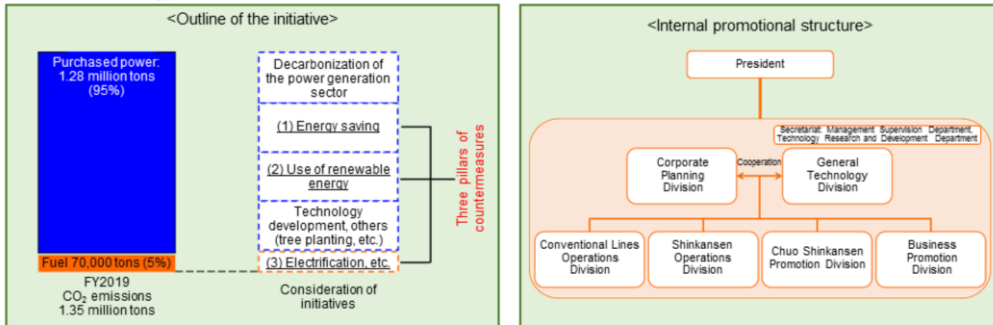 <Outline of the initiative>
Purchased power:
1.28 million tons
(95%)
Fuel 70,000 tons (5%)
FY2019
CO₂ emissions
1.35 million tons
Decarbonization of
the power generation
sector
(1) Energy saving
(2) Use of renewable
energy
Technology
development, others
(tree planting, etc.)
(3) Electrification, etc.
Consideration of
initiatives
Three pillars of
countermeasures
<Internal promotional structure>
President
Secretariat: Management Supervision Department,
Technology Research and Development Department
Corporate
Planning
Division
Cooperation
General
Technology
Division
Conventional Lines
Operations
Division
Shinkansen
Operations
Division
Chuo Shinkansen
Promotion Division
Business
Promotion
Division